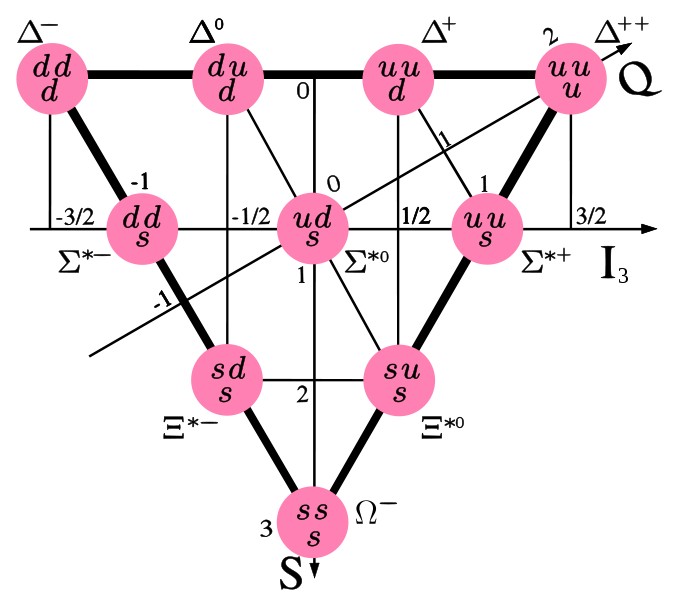 Δ− Δ0 Δ+ 2 Δ++
dd du uu uu
d d d u
Q
0
1
-1 0 1
-3/2 dd -1/2 ud 1/2 uu 3/2
s s s
Σ*− Σ*0 Σ*+ I3
1
-1
sd su
s 2 s
Ξ*− Ξ*0
ss Ω−
3 s
S